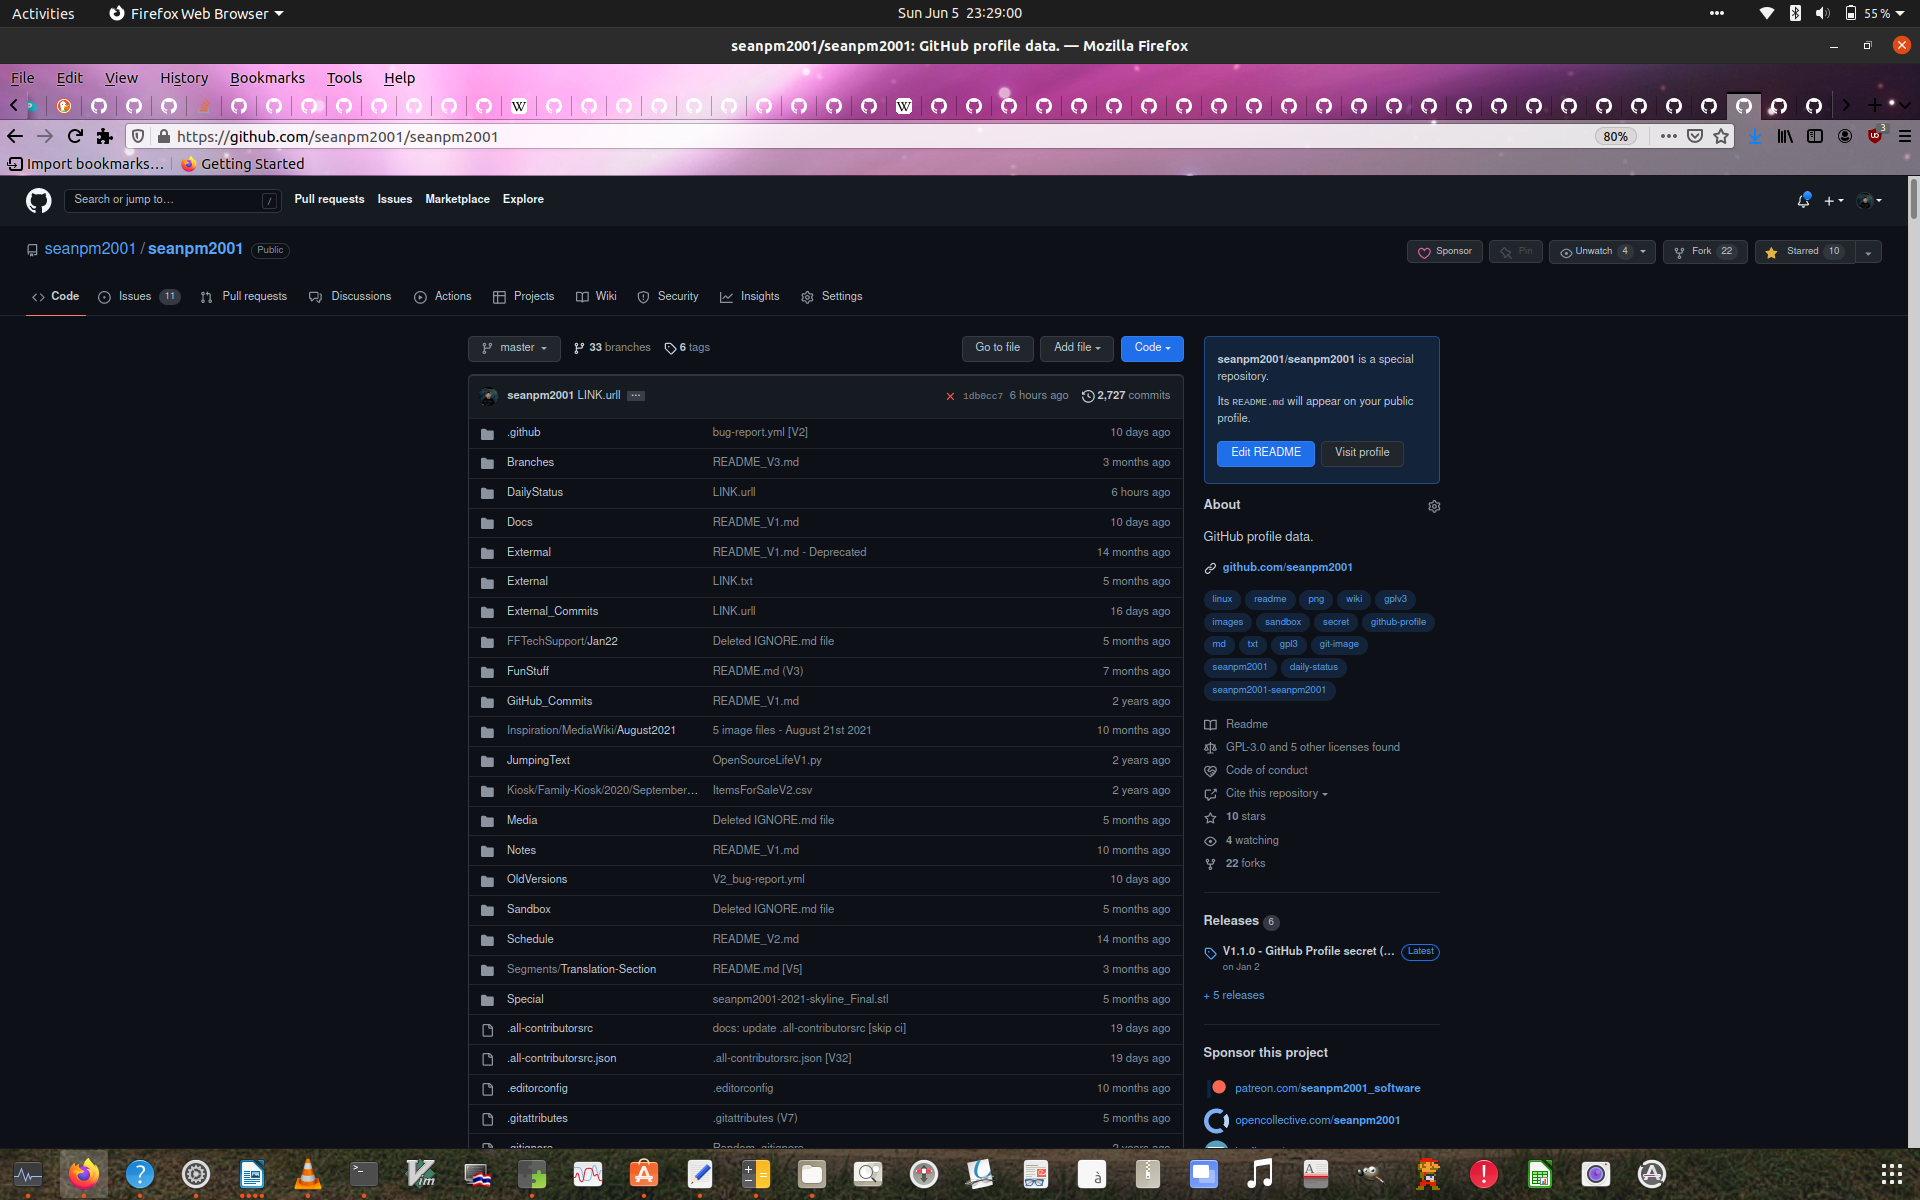 Activities Firefox Web Browser Sun Jun 5 23:29:00 55 %
seanpm2001/seanpm2001: GitHub profile data. — Mozilla Firefox
File Edit View History Bookmarks Tools Help
https://github.com/seanpm2001/seanpm2001 80% 3
Import bookmarks… Getting Started
Search or jump to… / Pull requests Issues Marketplace Explore
seanpm2001 / seanpm2001 Public Sponsor Pin Unwatch 4 Fork 22 Starred 10
Code Issues 11 Pull requests Discussions Actions Projects Wiki Security Insights Settings
master 33 branches 6 tags Go to file Add file Code
seanpm2001 LINK.urll ... 1db0cc7 6 hours ago 2,727 commits
.github bug-report.yml [V2] 10 days ago
Branches README_V3.md 3 months ago
DailyStatus LINK.urll 6 hours ago
Docs README_V1.md 10 days ago
Extermal README_V1.md - Deprecated 14 months ago
External LINK.txt 5 months ago
External_Commits LINK.urll 16 days ago
FFTechSupport/Jan22 Deleted IGNORE.md file 5 months ago
FunStuff README.md (V3) 7 months ago
GitHub_Commits README_V1.md 2 years ago
Inspiration/MediaWiki/August2021 5 image files - August 21st 2021 10 months ago
JumpingText OpenSourceLifeV1.py 2 years ago
Kiosk/Family-Kiosk/2020/September… ItemsForSaleV2.csv 2 years ago
Media Deleted IGNORE.md file 5 months ago
Notes README_V1.md 10 months ago
OldVersions V2_bug-report.yml 10 days ago
Sandbox Deleted IGNORE.md file 5 months ago
Schedule README_V2.md 14 months ago
Segments/Translation-Section README.md [V5] 3 months ago
Special seanpm2001-2021-skyline_Final.stl 5 months ago
.all-contributorsrc docs: update .all-contributorsrc [skip ci] 19 days ago
.all-contributorsrc.json .all-contributorsrc.json [V32] 19 days ago
.editorconfig .editorconfig 10 months ago
.gitattributes .gitattributes (V7) 5 months ago
.gitignore Random .gitignore 2 years ago
seanpm2001/seanpm2001 is a special
repository.
Its README.md will appear on your public
profile.
Edit README Visit profile
About
GitHub profile data.
github.com/seanpm2001
linux readme png wiki gplv3
images sandbox secret github-profile
md txt gpl3 git-image
seanpm2001 daily-status
seanpm2001-seanpm2001
Readme
GPL-3.0 and 5 other licenses found
Code of conduct
Cite this repository
10 stars
4 watching
22 forks
Releases 6
V1.1.0 - GitHub Profile secret (… Latest
on Jan 2
+ 5 releases
Sponsor this project
patreon.com/seanpm2001_software
opencollective.com/seanpm2001